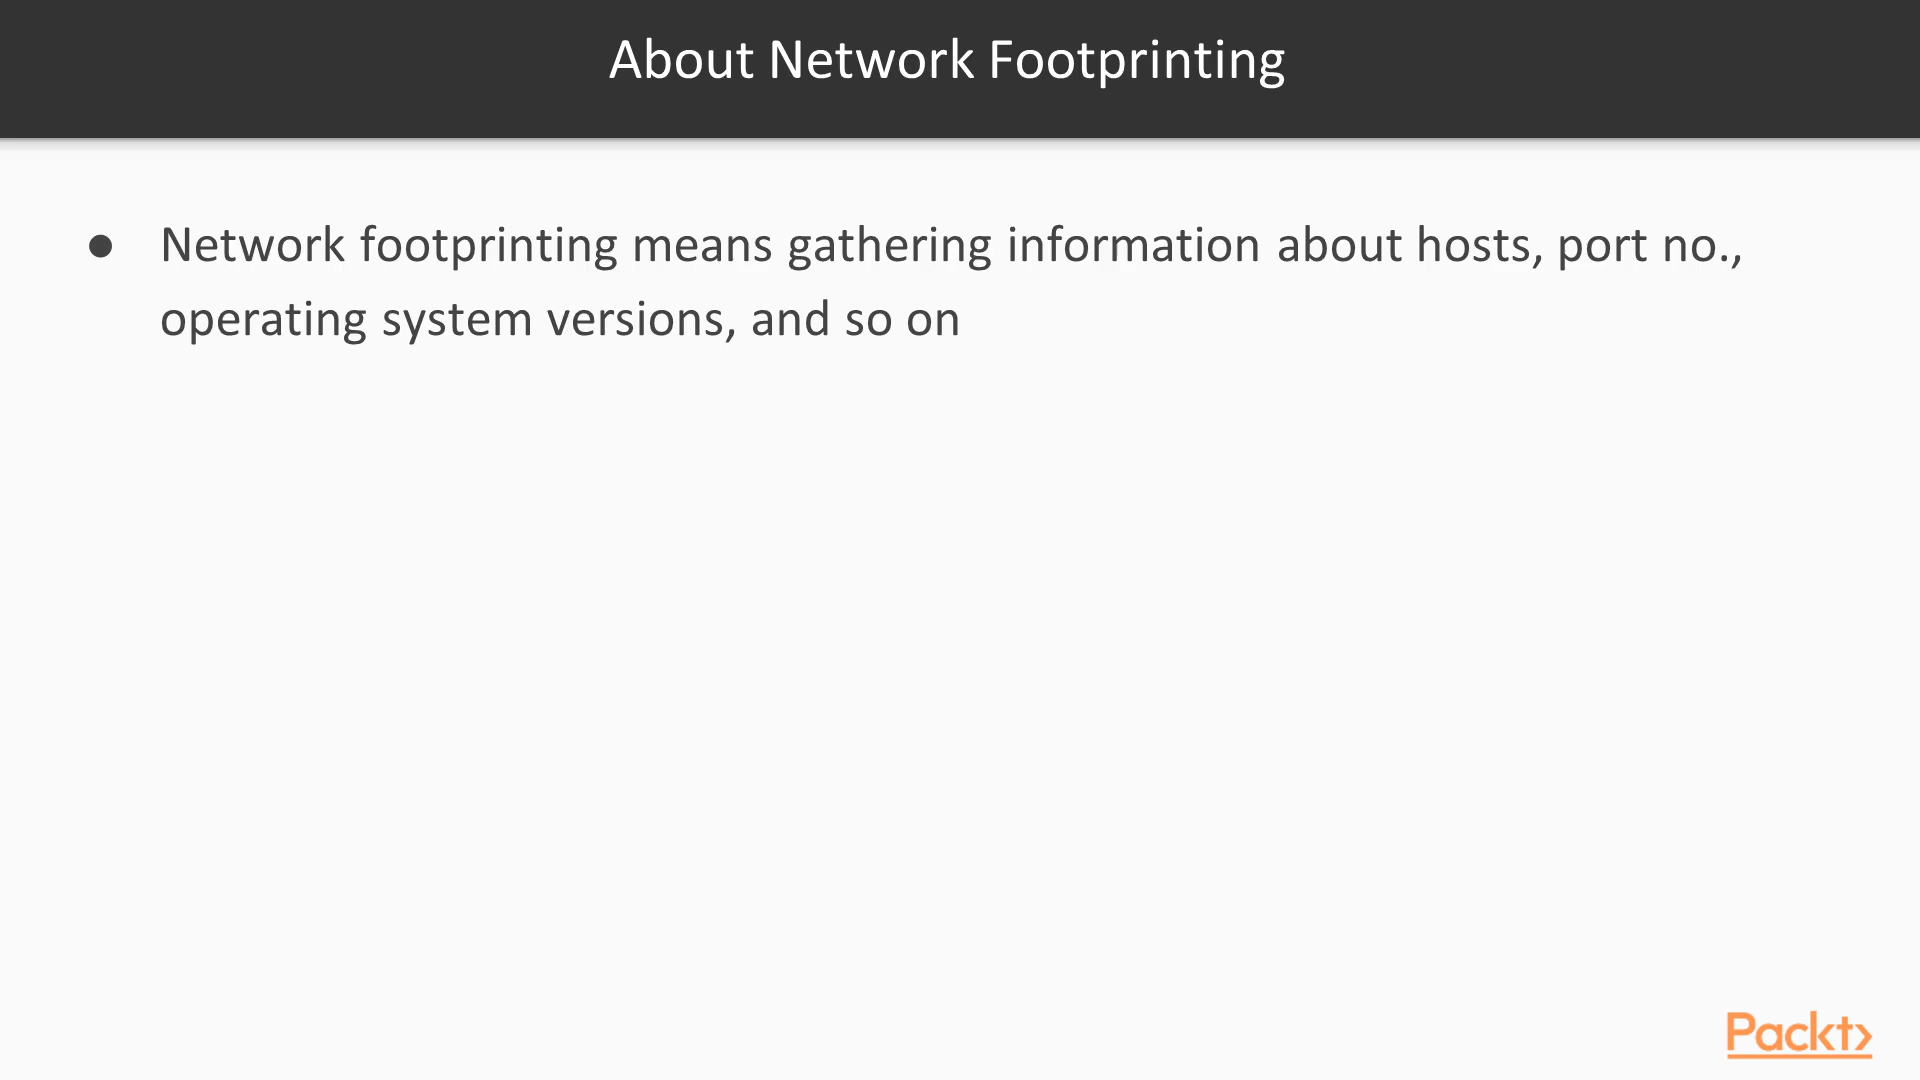 About Network Footprinting
● Network footprinting means gathering information about hosts, port no.,
operating system versions, and so on
Packt